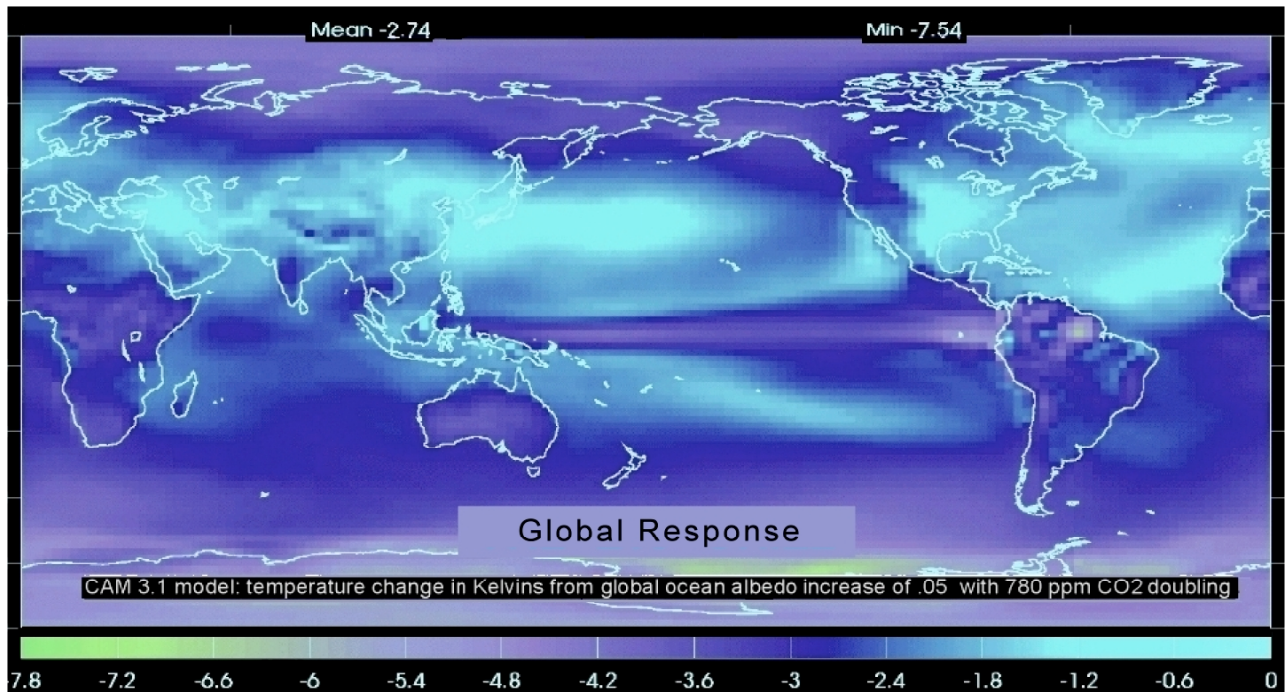 Mean -2.74 Min -7.54
Global Response
CAM 3.1 model: temperature change in Kelvins from global ocean albedo increase of .05 with 780 ppm CO2 doubling
7.8 -7.2 -6.6 -6 -5.4 -4.8 -4.2 -3.6 -3 -2.4 -1.8 -1.2 -0.6 0